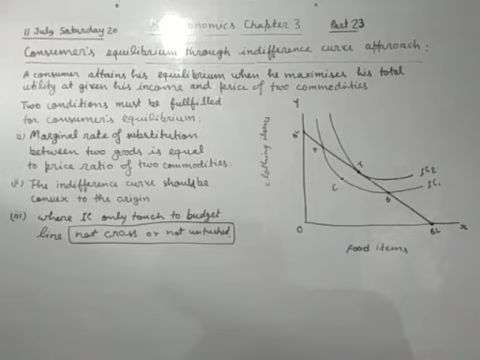 11 July Saturday 20 Economics Chapter 3 Part 23
Consumer's equilibrium through indifference curve approach:
A consumer attains his equilibrium when he maximises his total
utility at given his income and price of two commodities
Two conditions must be fullfilled
for consumer's equilibrium:
(i) Marginal rate of substitution
between two goods is equal
to price ratio of two commodities.
(ii) The indifference curve should be
convex to the origin
(iii) where IC only touch to budget
line not cross or not untuched
Y
clothing items
T
C
IC2
IC1
O
BL
X
Food items